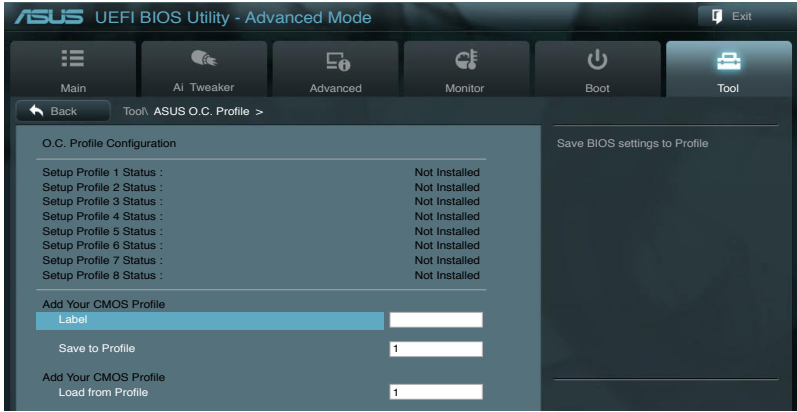 ASUS UEFI BIOS Utility - Advanced Mode
Exit
Main
Ai Tweaker
Advanced
Monitor
Boot
Tool
Back
Tool\ ASUS O.C. Profile >
O.C. Profile Configuration
Save BIOS settings to Profile
Setup Profile 1 Status : Not Installed
Setup Profile 2 Status : Not Installed
Setup Profile 3 Status : Not Installed
Setup Profile 4 Status : Not Installed
Setup Profile 5 Status : Not Installed
Setup Profile 6 Status : Not Installed
Setup Profile 7 Status : Not Installed
Setup Profile 8 Status : Not Installed
Add Your CMOS Profile
Label
Save to Profile 1
Add Your CMOS Profile
Load from Profile 1